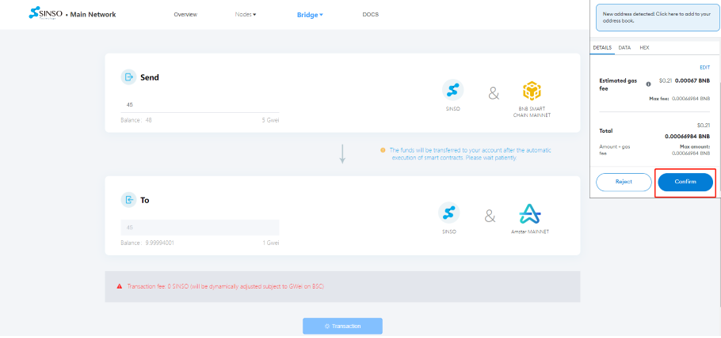 SINSO • Main Network
Overview
Nodes
Bridge
DOCS
New address detected! Click here to add to your
address book.
DETAILS DATA HEX
EDIT
Estimated gas
fee
$0.21 0.00067 BNB
Max fee: 0.00066984 BNB
$0.21
Total
0.00066984 BNB
Amount + gas
fee
Max amount:
0.00066984 BNB
Reject
Confirm
Send
Balance : 48
5 Gwei
SINSO
&
BNB SMART
CHAIN MAINNET
The funds will be transferred to your account after the automatic
execution of smart contracts. Please wait patiently.
To
Balance : 9.99994001
1 Gwei
SINSO
&
MAINNET
Transaction fee: 0 SINSO (will be dynamically adjusted subject to GWei on BSC)
Transaction